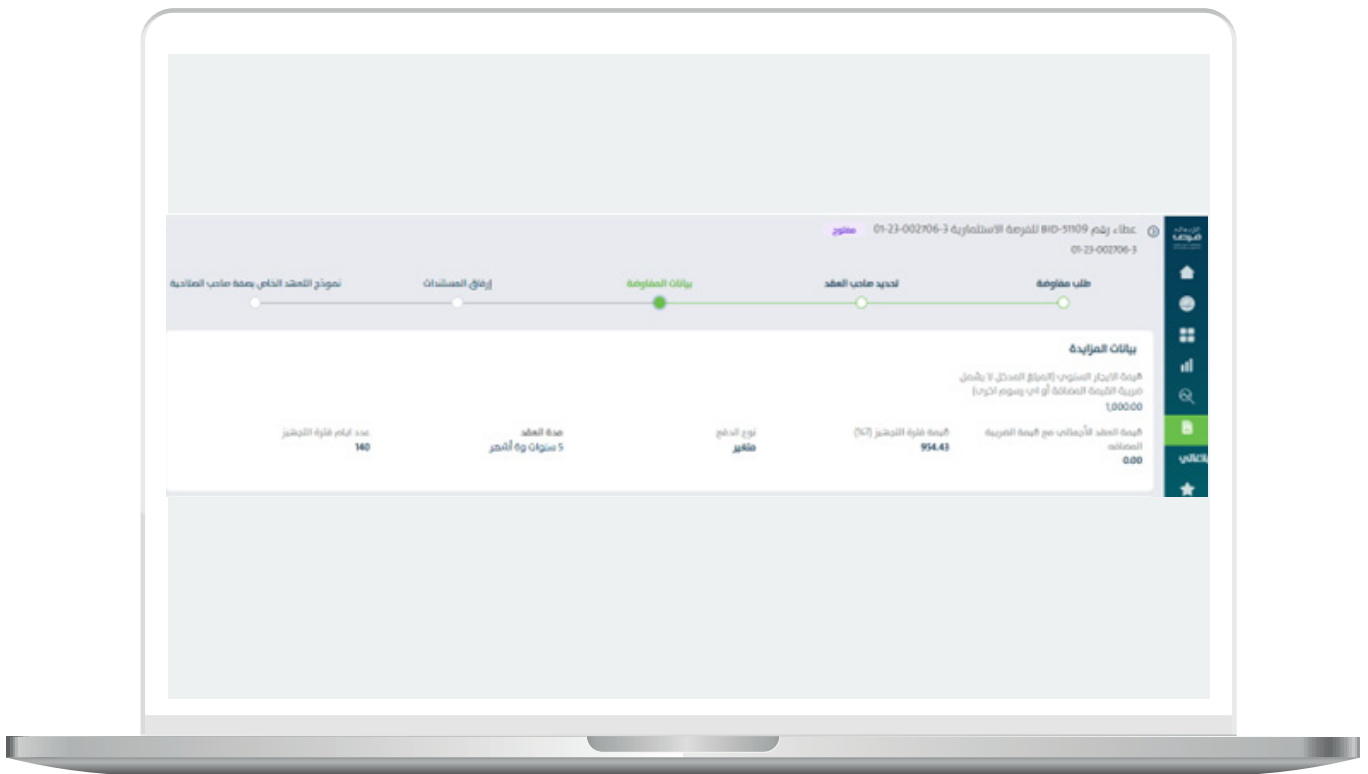 عطاء رقم BID-51109 للفرصة الاستثمارية 3-002706-23-01 مفتوح
01-23-002706-3
فرص
طلب مفاوضة
تحديد صاحب العقد
بيانات المفاوضة
إرفاق المستندات
نموذج التعهد الخاص بصفة صاحب الصلاحية
بيانات المزايدة
قيمة الايجار السنوي (المبلغ المدخل لا يشمل
ضريبة القيمة المضافة أو اي رسوم اخرى)
1,000.00
قيمة العقد الأجمالي مع قيمة الضريبة
المضافه
0.00
قيمة فترة التجهيز (7%)
954.43
نوع الدفع
متغير
مدة العقد
5 سنوات و6 أشهر
عدد ايام فترة التجهيز
140